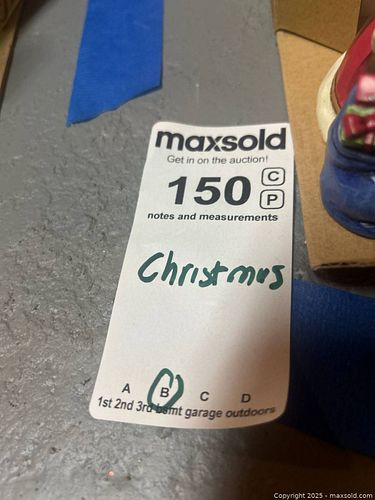 maxsold
Get in on the auction!
150 C
P
notes and measurements
Christmas
A B C D
1st 2nd 3rd bsmt garage outdoors
Copyright 2025 - maxsold.com